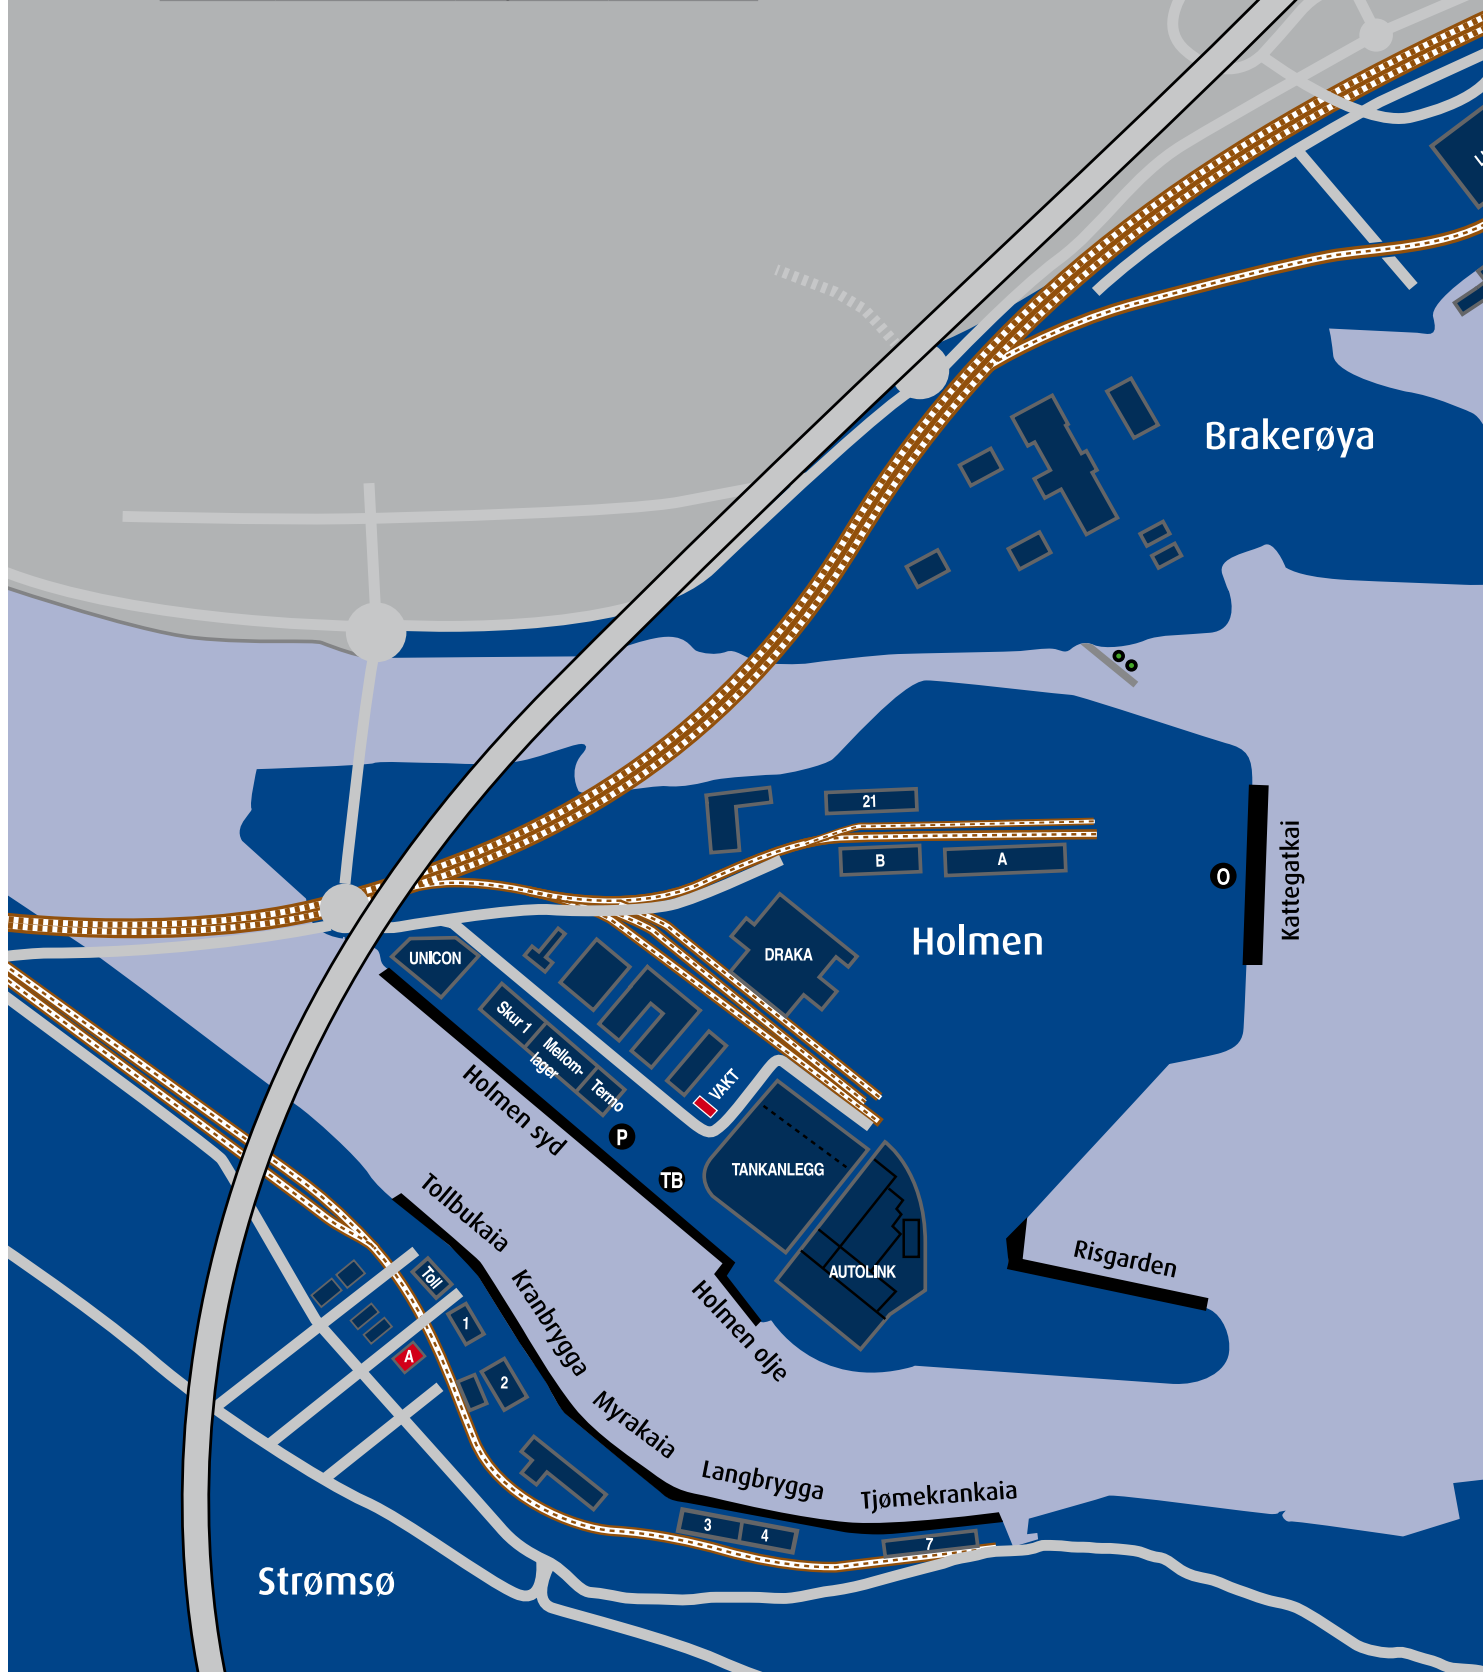 Brakerøya
21
B
A
O
Kattegatkai
Holmen
DRAKA
UNICON
Skur 1
Mellom-
lager
Termo
VAKT
Holmen syd
P
TB
TANKANLEGG
AUTOLINK
Tollbukaia
Risgarden
Toll
Kranbrygga
Holmen olje
1
A
2
Myrakaia
Langbrygga
Tjømekrankaia
3
4
7
Strømsø